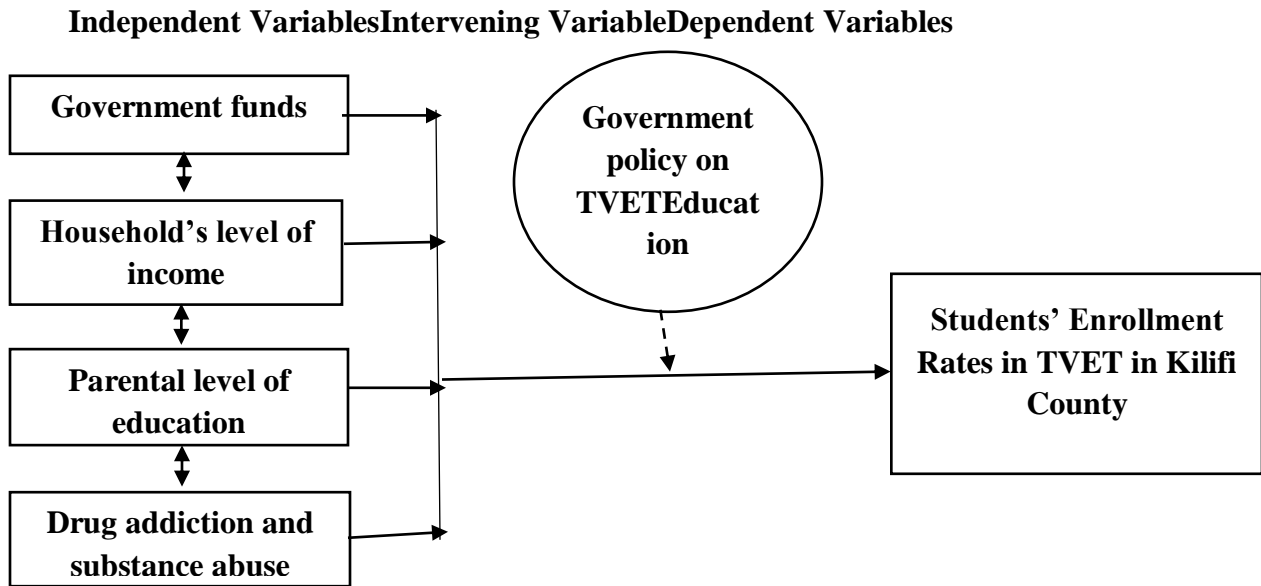 Independent VariablesIntervening VariableDependent Variables
Government funds
Household’s level of
income
Parental level of
education
Drug addiction and
substance abuse
Government
policy on
TVETEducat
ion
Students’ Enrollment
Rates in TVET in Kilifi
County